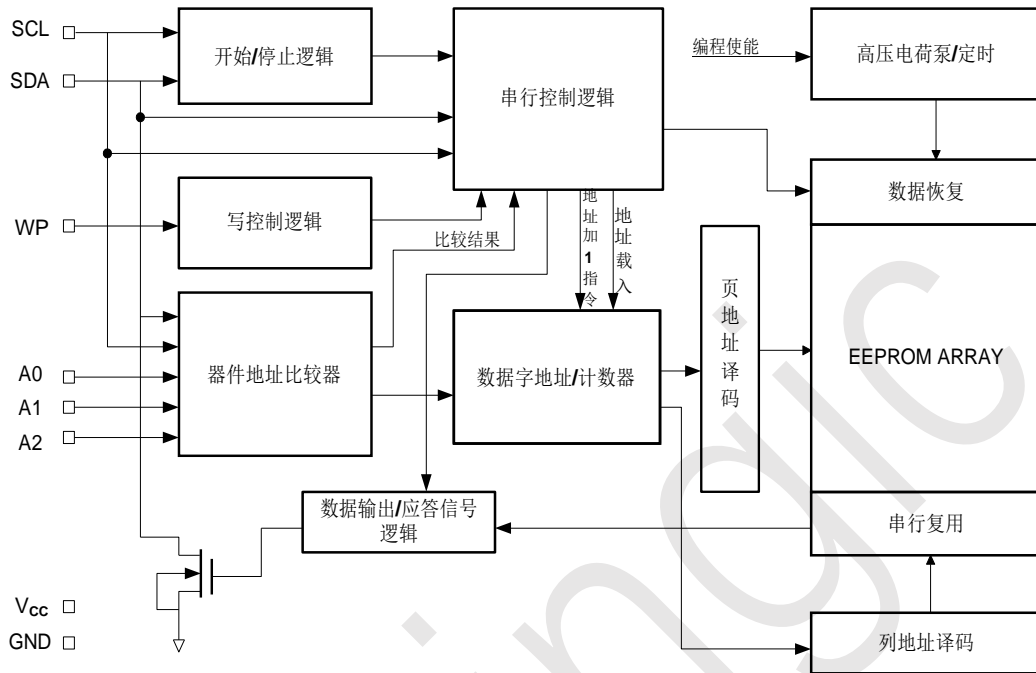 SCL
开始/停止逻辑
串行控制逻辑
编程使能
高压电荷泵/定时
SDA
数据恢复
WP
写控制逻辑
比较结果
地址加1指令
地址载入
页地址译码
EEPROM ARRAY
器件地址比较器
数据字地址/计数器
A0
A1
A2
数据输出/应答信号
逻辑
串行复用
Vcc
GND
列地址译码
ingic